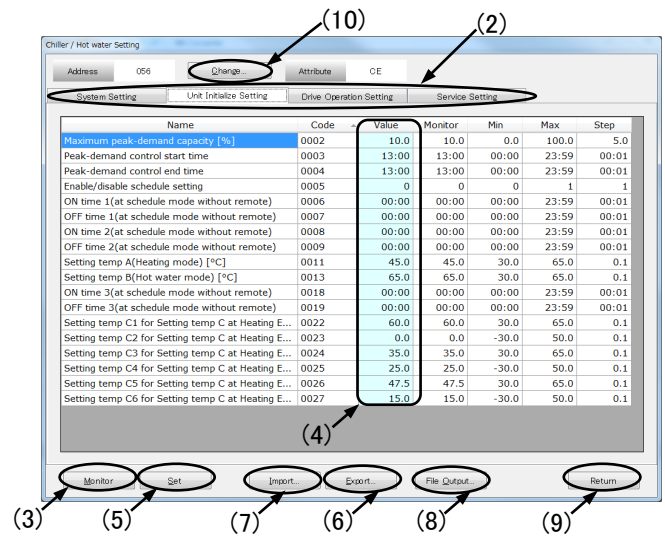 (10)
(2)
Chiller / Hot water Setting
Address 056 Change... Attribute CE
System Setting Unit Initialize Setting Drive Operation Setting Service Setting
Name Code Value Monitor Min Max Step
Maximum peak-demand capacity [%] 0002 10.0 10.0 0.0 100.0 5.0
Peak-demand control start time 0003 13:00 13:00 00:00 23:59 00:01
Peak-demand control end time 0004 13:00 13:00 00:00 23:59 00:01
Enable/disable schedule setting 0005 0 0 0 1 1
ON time 1(at schedule mode without remote) 0006 00:00 00:00 00:00 23:59 00:01
OFF time 1(at schedule mode without remote) 0007 00:00 00:00 00:00 23:59 00:01
ON time 2(at schedule mode without remote) 0008 00:00 00:00 00:00 23:59 00:01
OFF time 2(at schedule mode without remote) 0009 00:00 00:00 00:00 23:59 00:01
Setting temp A(Heating mode) [°C] 0011 45.0 45.0 30.0 65.0 0.1
Setting temp B(Hot water mode) [°C] 0013 65.0 65.0 30.0 65.0 0.1
ON time 3(at schedule mode without remote) 0018 00:00 00:00 00:00 23:59 00:01
OFF time 3(at schedule mode without remote) 0019 00:00 00:00 00:00 23:59 00:01
Setting temp C1 for Setting temp C at Heating E... 0022 60.0 60.0 30.0 65.0 0.1
Setting temp C2 for Setting temp C at Heating E... 0023 0.0 0.0 -30.0 50.0 0.1
Setting temp C3 for Setting temp C at Heating E... 0024 35.0 35.0 30.0 65.0 0.1
Setting temp C4 for Setting temp C at Heating E... 0025 25.0 25.0 -30.0 50.0 0.1
Setting temp C5 for Setting temp C at Heating E... 0026 47.5 47.5 30.0 65.0 0.1
Setting temp C6 for Setting temp C at Heating E... 0027 15.0 15.0 -30.0 50.0 0.1
(4)
Monitor Set Import... Export... File Output... Return
(3) (5) (7) (6) (8) (9)